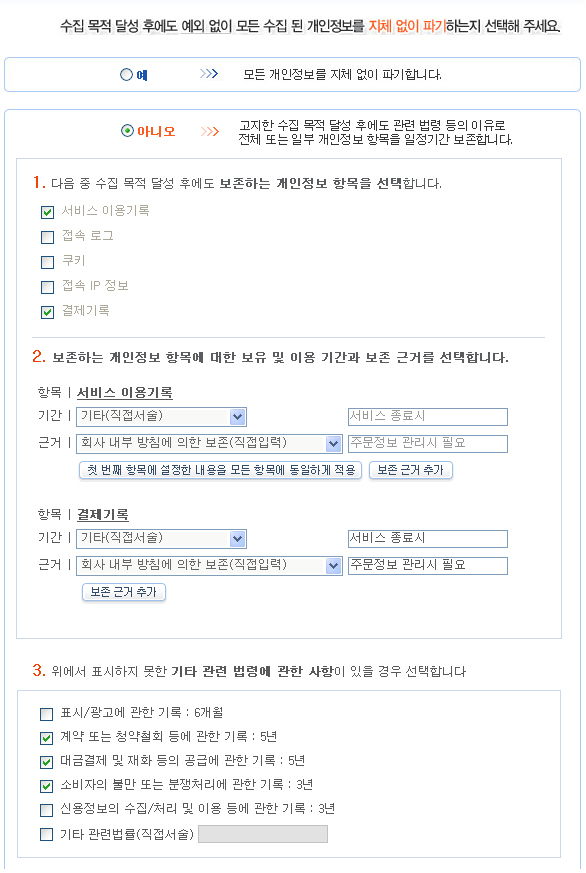 수집 목적 달성 후에도 예외 없이 모든 수집 된 개인정보를 지체 없이 파기하는지 선택해 주세요.
예 >>> 모든 개인정보를 지체 없이 파기합니다.
아니오 >>> 고지한 수집 목적 달성 후에도 관련 법령 등의 이유로
전체 또는 일부 개인정보 항목을 일정기간 보존합니다.
1. 다음 중 수집 목적 달성 후에도 보존하는 개인정보 항목을 선택합니다.
서비스 이용기록
접속 로그
쿠키
접속 IP 정보
결제기록
2. 보존하는 개인정보 항목에 대한 보유 및 이용 기간과 보존 근거를 선택합니다.
항목 | 서비스 이용기록
기간 | 기타(직접서술) 서비스 종료시
근거 | 회사 내부 방침에 의한 보존(직접입력) 주문정보 관리시 필요
첫 번째 항목에 설정한 내용을 모든 항목에 동일하게 적용 보존 근거 추가
항목 | 결제기록
기간 | 기타(직접서술) 서비스 종료시
근거 | 회사 내부 방침에 의한 보존(직접입력) 주문정보 관리시 필요
보존 근거 추가
3. 위에서 표시하지 못한 기타 관련 법령에 관한 사항이 있을 경우 선택합니다
표시/광고에 관한 기록 : 6개월
계약 또는 청약철회 등에 관한 기록 : 5년
대금결제 및 재화 등의 공급에 관한 기록 : 5년
소비자의 불만 또는 분쟁처리에 관한 기록 : 3년
신용정보의 수집/처리 및 이용 등에 관한 기록 : 3년
기타 관련법률(직접서술)